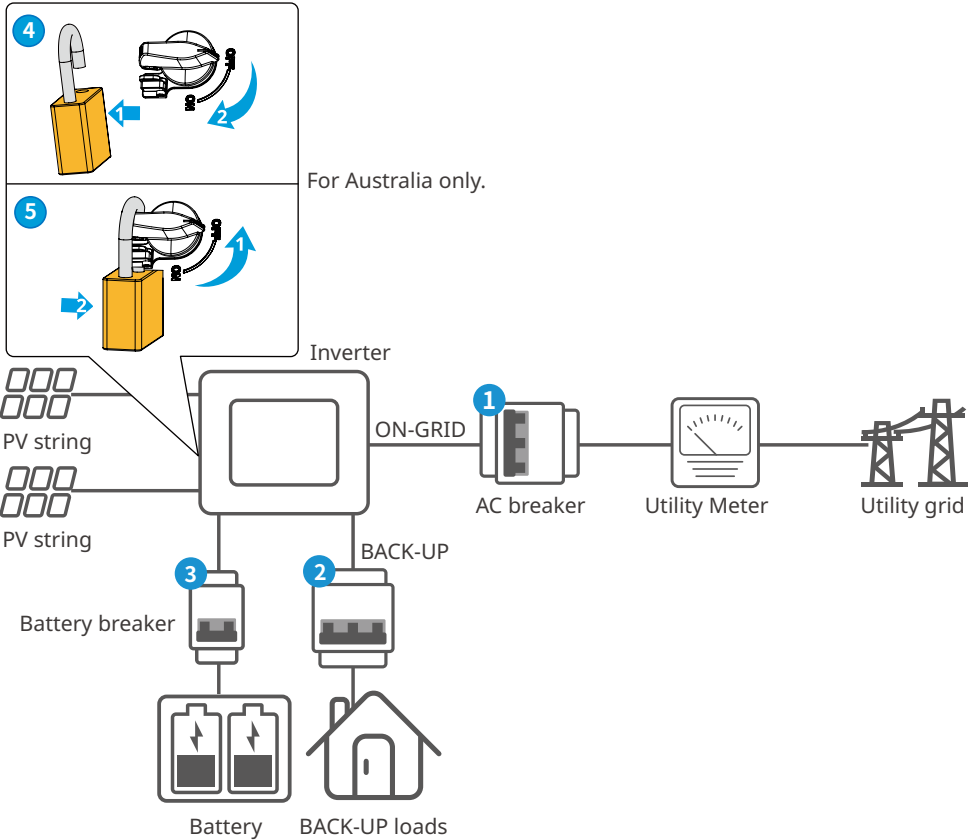 4
OFF
ON
1
2
For Australia only.
5
OFF
ON
1
2
Inverter
PV string
ON-GRID
1
AC breaker
Utility Meter
Utility grid
PV string
BACK-UP
3
2
Battery breaker
Battery
BACK-UP loads